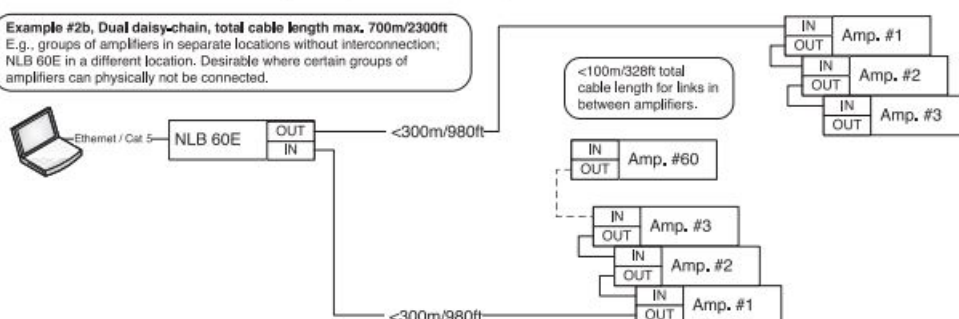 Example #2b, Dual daisy-chain, total cable length max. 700m/2300ft
E.g., groups of amplifiers in separate locations without interconnection;
NLB 60E in a different location. Desirable where certain groups of
amplifiers can physically not be connected.
IN
OUT
Amp. #1
IN
OUT
Amp. #2
IN
OUT
Amp. #3
<100m/328ft total
cable length for links in
between amplifiers.
Ethernet / Cat 5
NLB 60E
OUT
IN
<300m/980ft
IN
OUT
Amp. #60
IN
OUT
Amp. #3
IN
OUT
Amp. #2
IN
OUT
Amp. #1
<300m/980ft